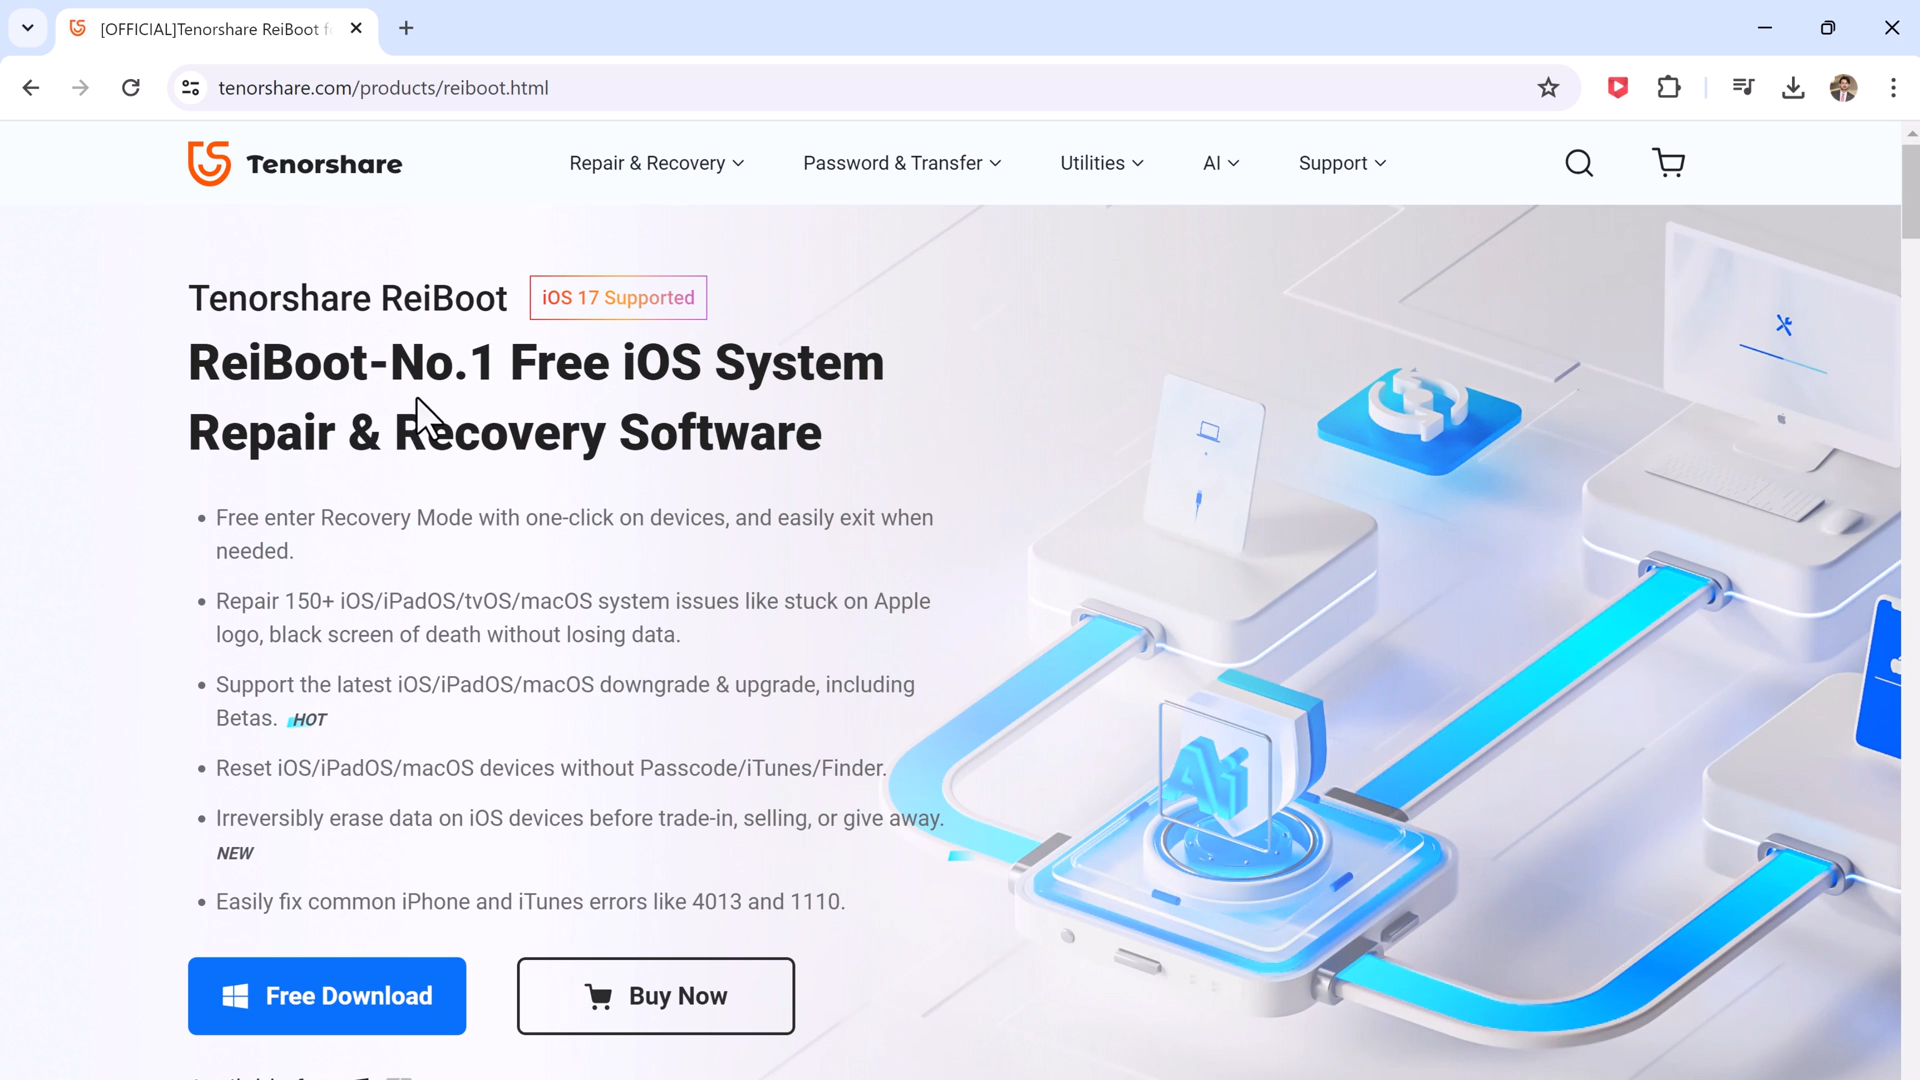 [OFFICIAL]Tenorshare ReiBoot f
tenorshare.com/products/reiboot.html
Tenorshare
Repair & Recovery
Password & Transfer
Utilities
AI
Support
Tenorshare ReiBoot
iOS 17 Supported
ReiBoot-No.1 Free iOS System
Repair & Recovery Software
Free enter Recovery Mode with one-click on devices, and easily exit when
needed.
Repair 150+ iOS/iPadOS/tvOS/macOS system issues like stuck on Apple
logo, black screen of death without losing data.
Support the latest iOS/iPadOS/macOS downgrade & upgrade, including
Betas. HOT
Reset iOS/iPadOS/macOS devices without Passcode/iTunes/Finder.
Irreversibly erase data on iOS devices before trade-in, selling, or give away.
NEW
Easily fix common iPhone and iTunes errors like 4013 and 1110.
Free Download
Buy Now
Ai